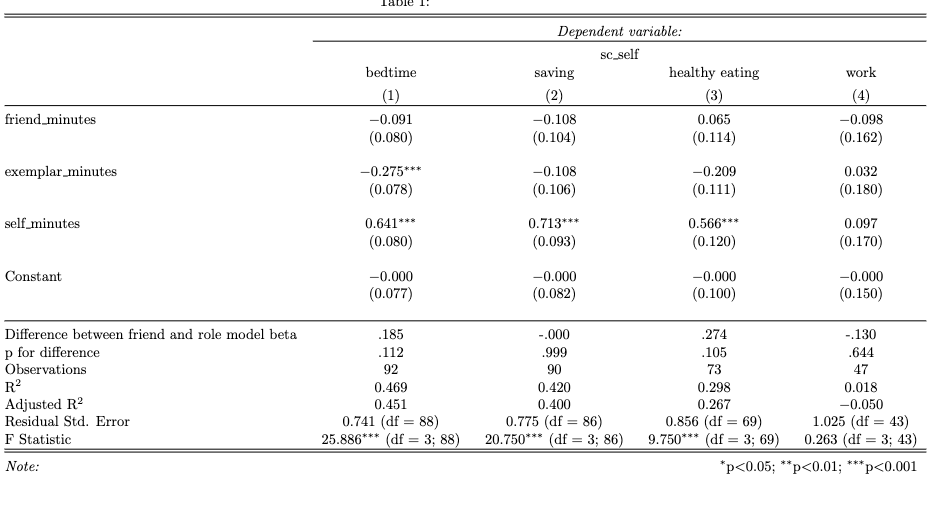 Table 1:
Dependent variable:
sc_self
bedtime saving healthy eating work
(1) (2) (3) (4)
friend_minutes −0.091 −0.108 0.065 −0.098
(0.080) (0.104) (0.114) (0.162)
exemplar_minutes −0.275*** −0.108 −0.209 0.032
(0.078) (0.106) (0.111) (0.180)
self_minutes 0.641*** 0.713*** 0.566*** 0.097
(0.080) (0.093) (0.120) (0.170)
Constant −0.000 −0.000 −0.000 −0.000
(0.077) (0.082) (0.100) (0.150)
Difference between friend and role model beta .185 -.000 .274 -.130
p for difference .112 .999 .105 .644
Observations 92 90 73 47
R² 0.469 0.420 0.298 0.018
Adjusted R² 0.451 0.400 0.267 −0.050
Residual Std. Error 0.741 (df = 88) 0.775 (df = 86) 0.856 (df = 69) 1.025 (df = 43)
F Statistic 25.886*** (df = 3; 88) 20.750*** (df = 3; 86) 9.750*** (df = 3; 69) 0.263 (df = 3; 43)
Note: *p<0.05; **p<0.01; ***p<0.001